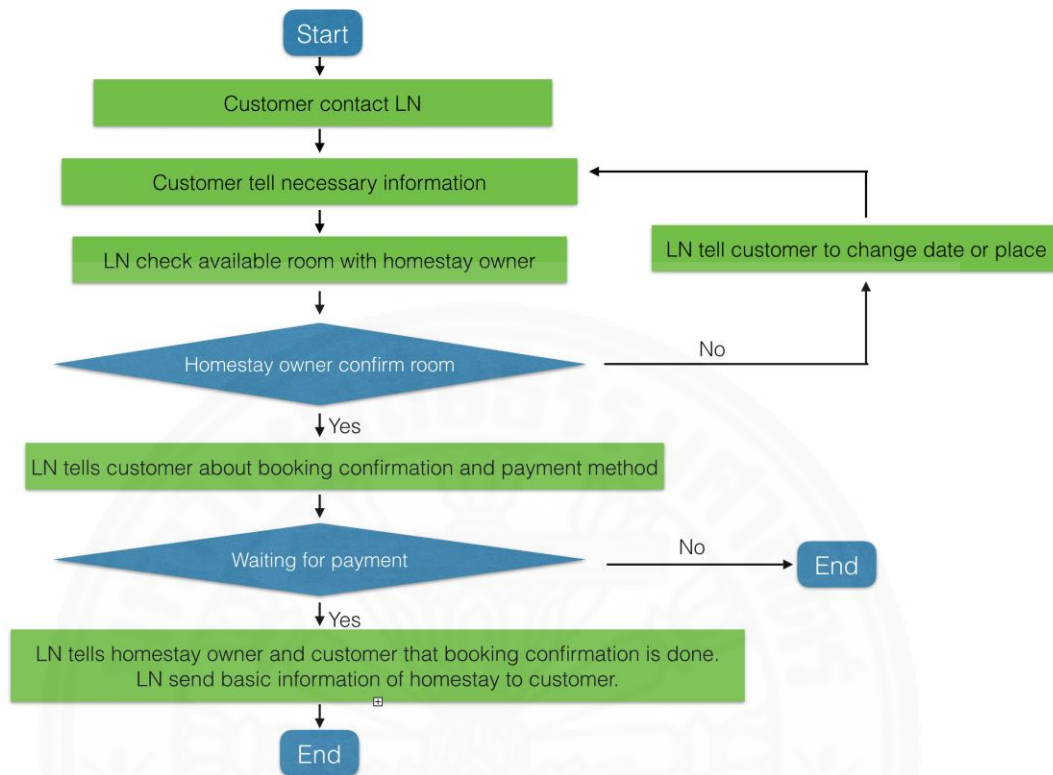 Start
Customer contact LN
Customer tell necessary information
LN check available room with homestay owner
LN tell customer to change date or place
Homestay owner confirm room
No
Yes
LN tells customer about booking confirmation and payment method
Waiting for payment
No
End
Yes
LN tells homestay owner and customer that booking confirmation is done.
LN send basic information of homestay to customer.
End